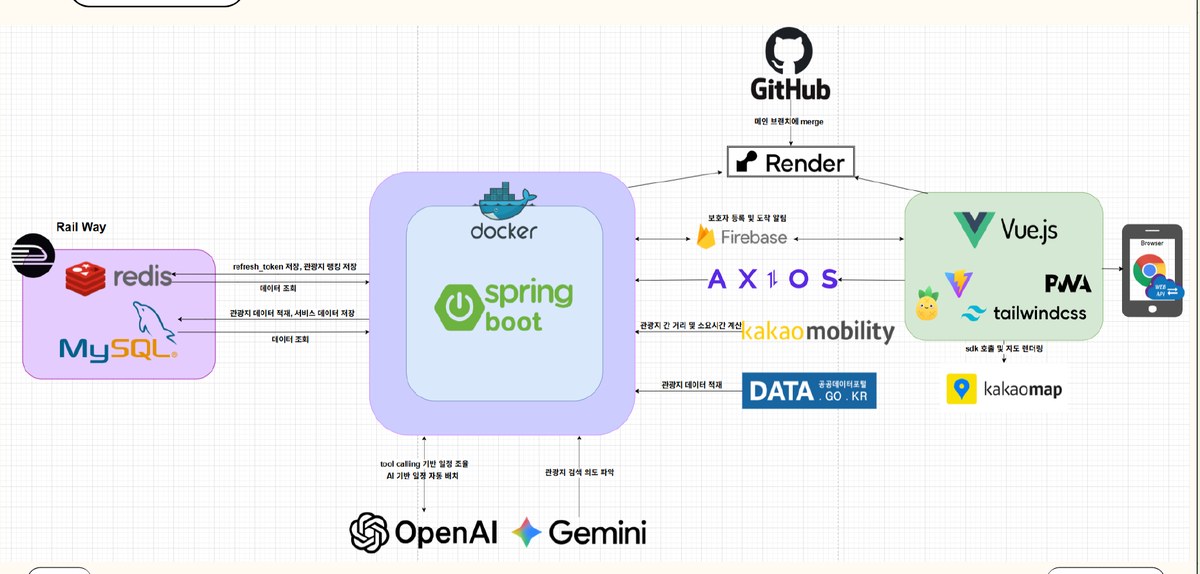 GitHub
메인 브랜치에 merge
Render
Rail Way
redis
refresh_token 저장, 관광지 랭킹 저장
데이터 조회
관광지 데이터 적재, 서비스 데이터 저장
데이터 조회
MySQL
docker
spring
boot
보호자 등록 및 도착 알림
Firebase
AXIOS
관광지 간 거리 및 소요시간 계산
kakaomobility
관광지 데이터 적재
DATA 공공데이터포털
. GO . KR
Vue.js
PWA
tailwindcss
Browser
WEB
API
sdk 호출 및 지도 렌더링
kakaomap
tool calling 기반 일정 조율
AI 기반 일정 자동 배치
관광지 검색 의도 파악
OpenAI
Gemini